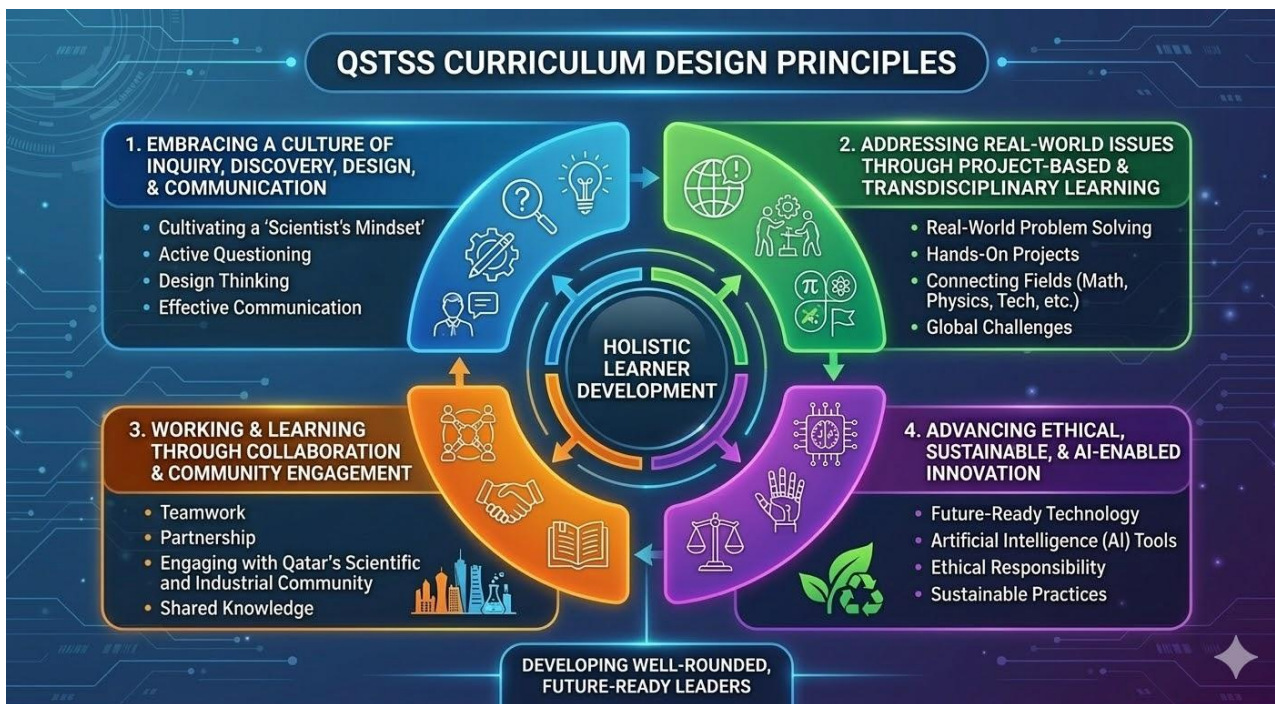 QSTSS CURRICULUM DESIGN PRINCIPLES
1. EMBRACING A CULTURE OF
INQUIRY, DISCOVERY, DESIGN,
& COMMUNICATION
• Cultivating a ‘Scientist's Mindset’
• Active Questioning
• Design Thinking
• Effective Communication
2. ADDRESSING REAL-WORLD ISSUES
THROUGH PROJECT-BASED &
TRANSDISCIPLINARY LEARNING
• Real-World Problem Solving
• Hands-On Projects
• Connecting Fields (Math,
Physics, Tech, etc.)
• Global Challenges
π
HOLISTIC
LEARNER
DEVELOPMENT
3. WORKING & LEARNING
THROUGH COLLABORATION
& COMMUNITY ENGAGEMENT
• Teamwork
• Partnership
• Engaging with Qatar's Scientific
and Industrial Community
• Shared Knowledge
4. ADVANCING ETHICAL,
SUSTAINABLE, & AI-ENABLED
INNOVATION
• Future-Ready Technology
• Artificial Intelligence (AI) Tools
• Ethical Responsibility
• Sustainable Practices
DEVELOPING WELL-ROUNDED,
FUTURE-READY LEADERS